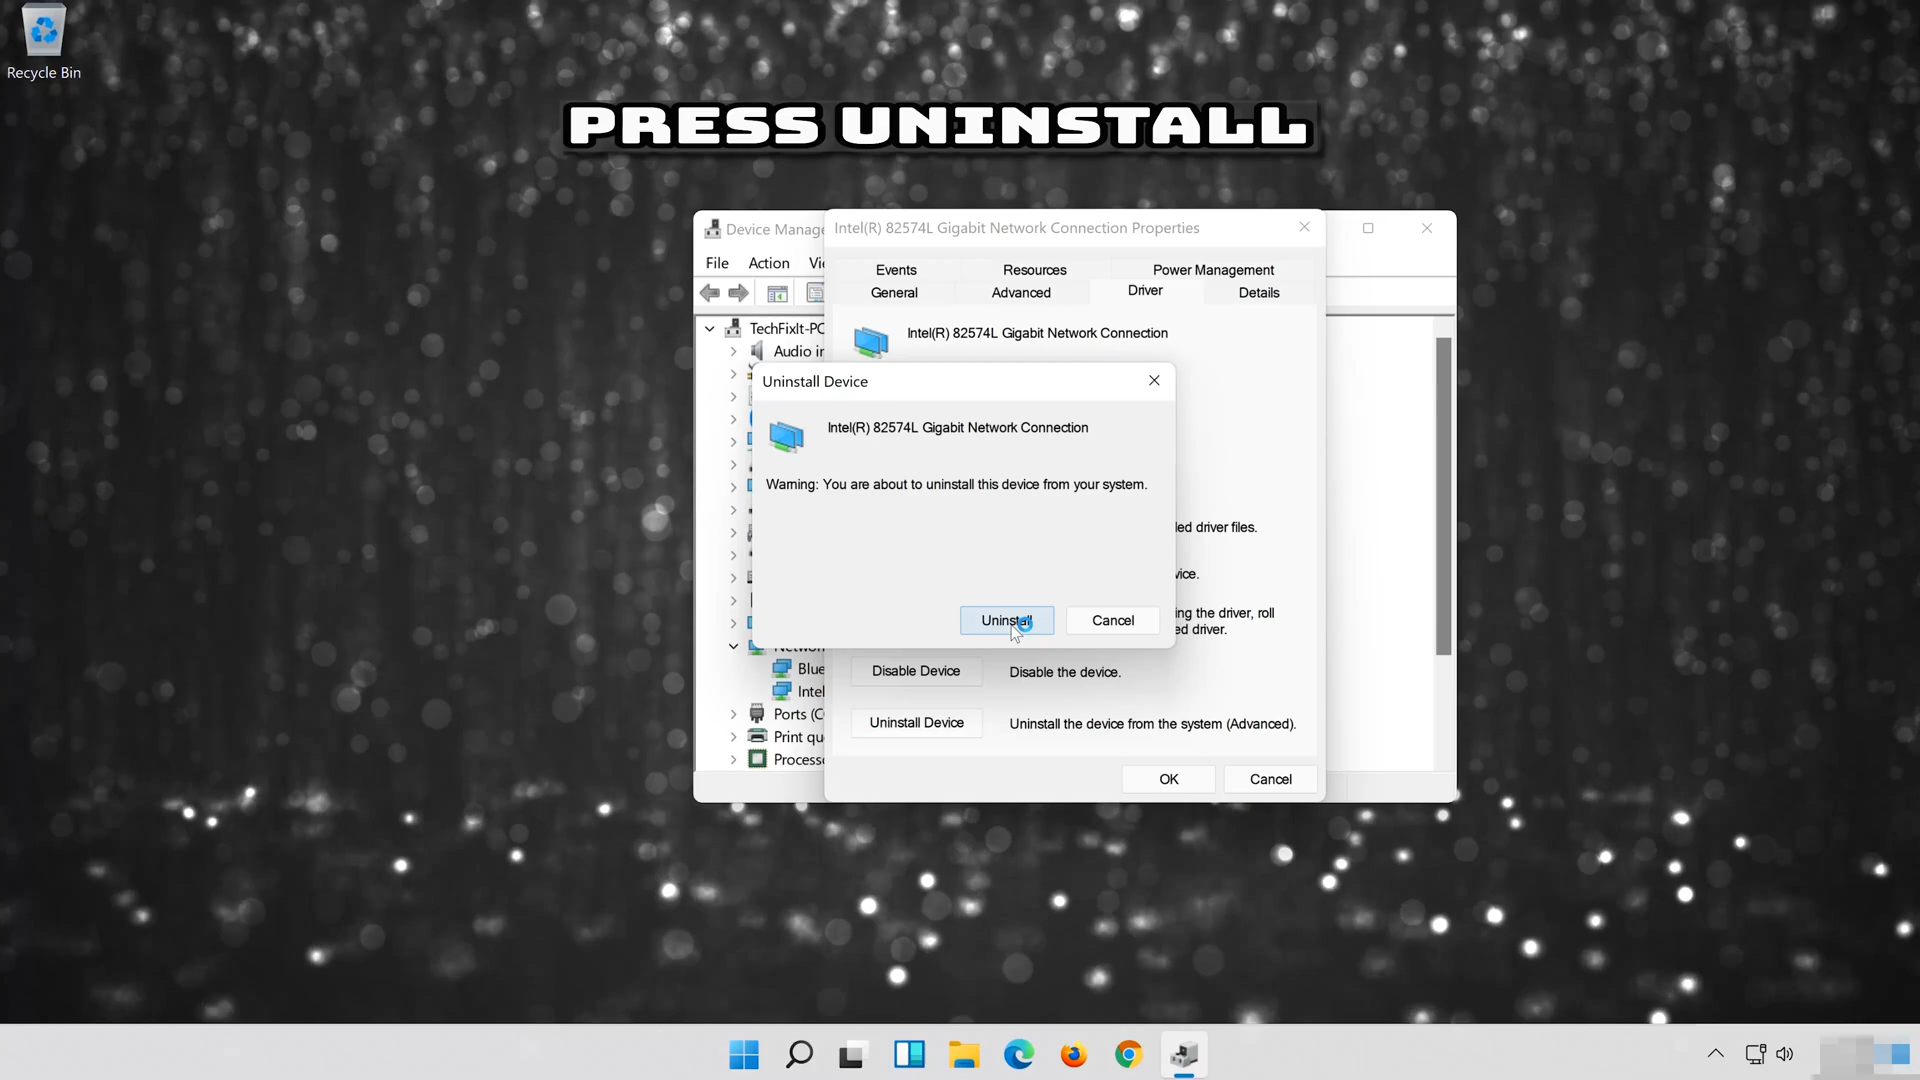 Recycle Bin
PRESS UNINSTALL
Device Manage
File Action Vi
TechFixIt-PC
Audio in
Network
Blue
Intel
Ports (C
Print qu
Processo
Intel(R) 82574L Gigabit Network Connection Properties
Events Resources Power Management
General Advanced Driver Details
Intel(R) 82574L Gigabit Network Connection
led driver files.
vice.
ing the driver, roll
ed driver.
Disable Device Disable the device.
Uninstall Device Uninstall the device from the system (Advanced).
OK Cancel
Uninstall Device
Intel(R) 82574L Gigabit Network Connection
Warning: You are about to uninstall this device from your system.
Uninstall Cancel